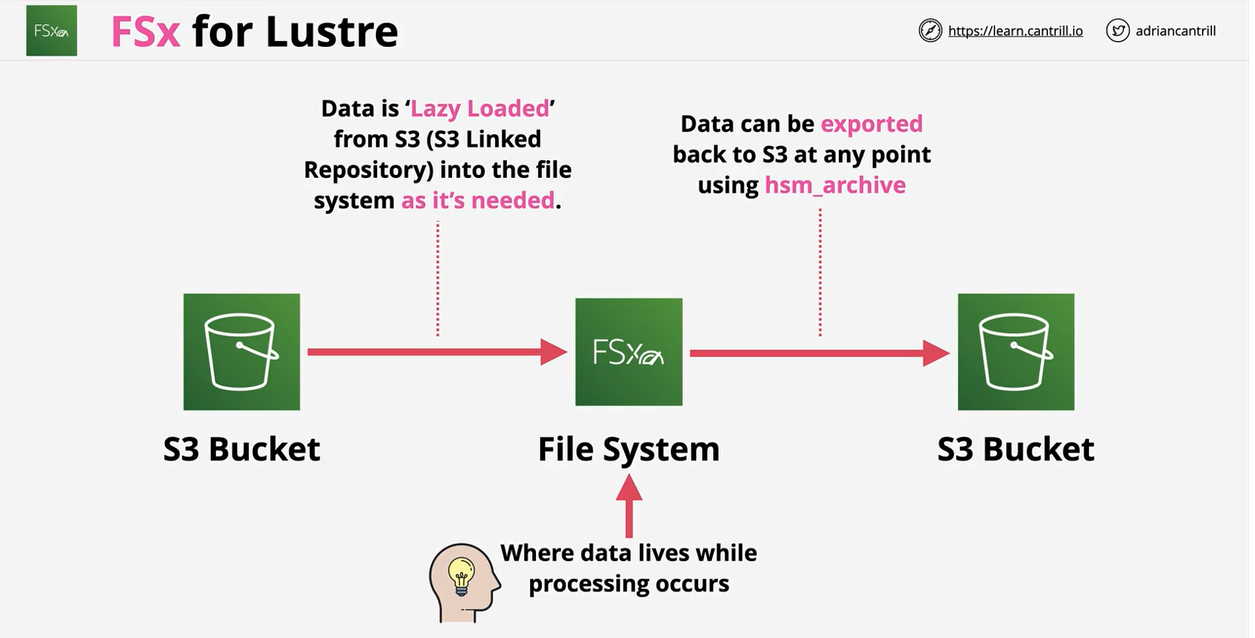 FSx
FSx for Lustre
https://learn.cantrill.io
adriancantrill
Data is ‘Lazy Loaded’
from S3 (S3 Linked
Repository) into the file
system as it’s needed.
Data can be exported
back to S3 at any point
using hsm_archive
FSx
S3 Bucket
File System
S3 Bucket
Where data lives while
processing occurs